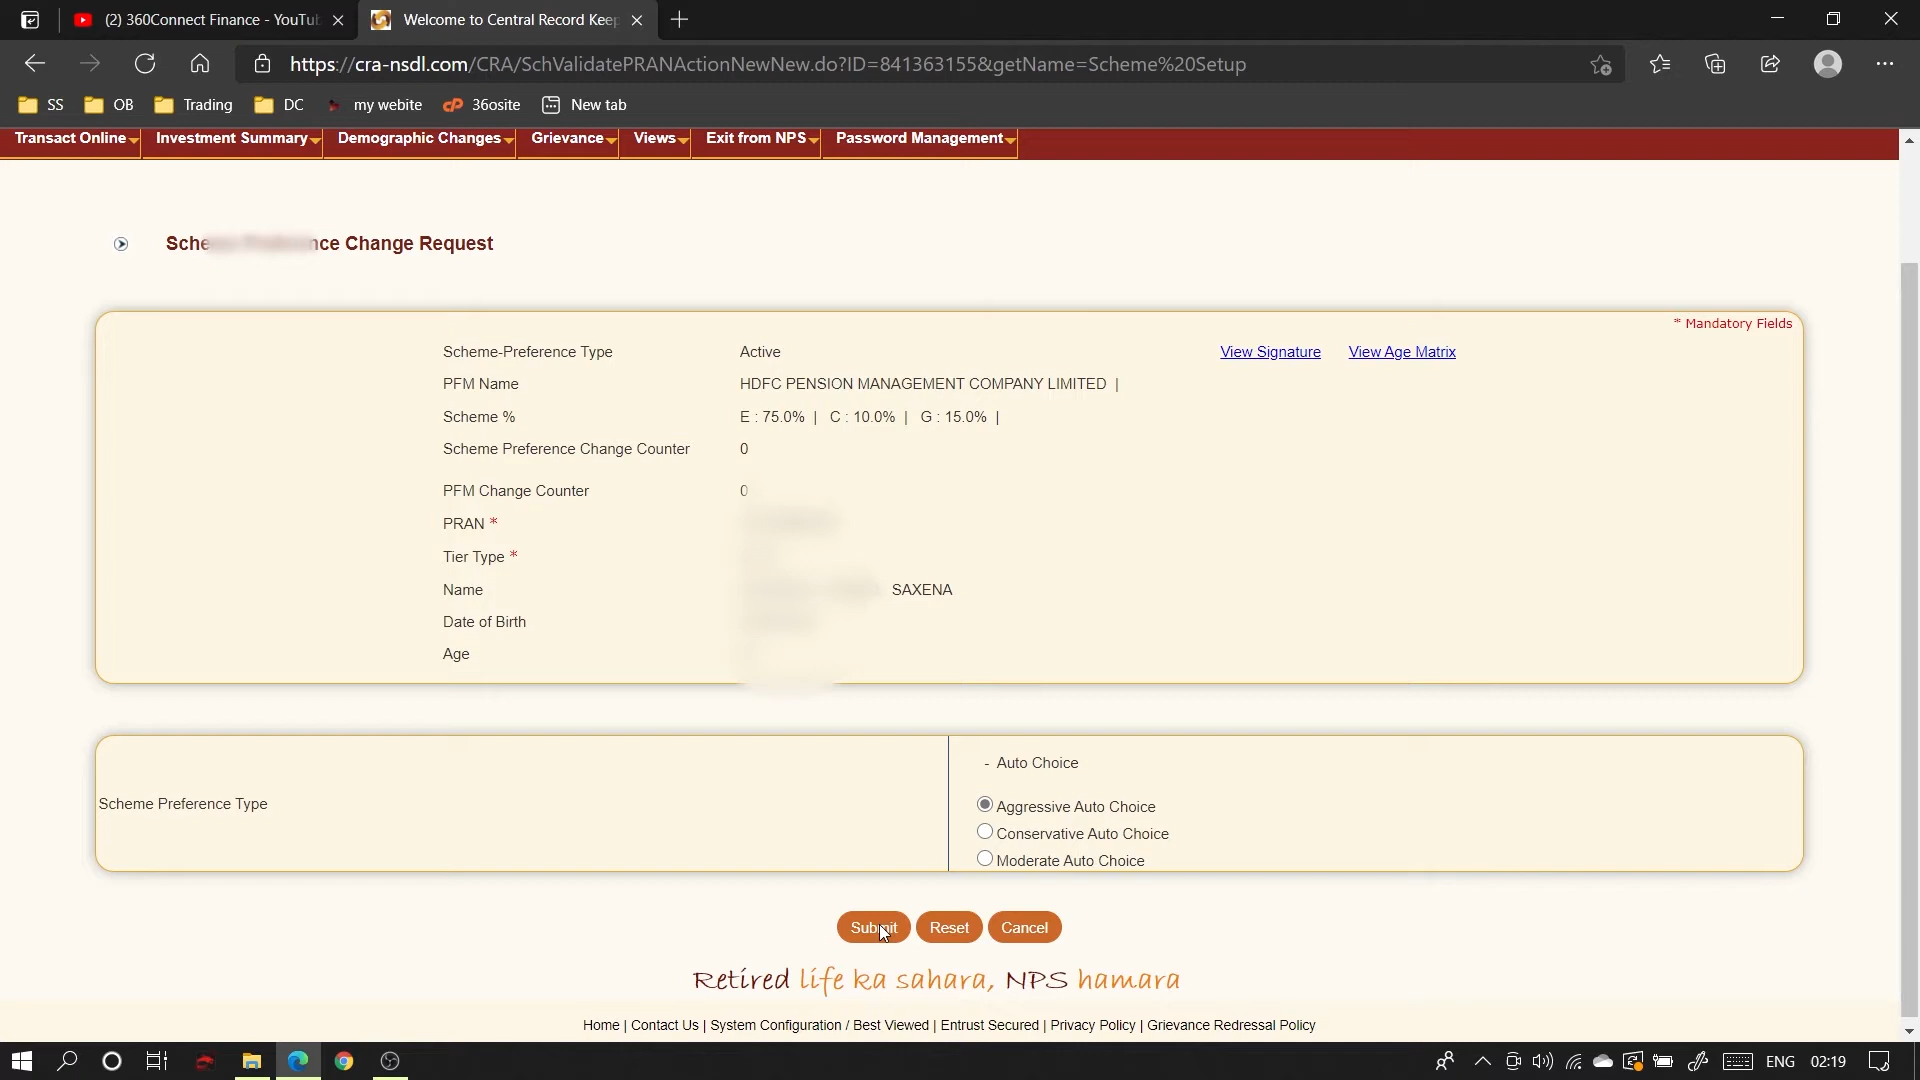 (2) 360Connect Finance - YouTu
Welcome to Central Record Keep
https://cra-nsdl.com/CRA/SchValidatePRANActionNewNew.do?ID=841363155&getName=Scheme%20Setup
SS OB Trading DC my webite 36osite New tab
Transact Online Investment Summary Demographic Changes Grievance Views Exit from NPS Password Management
Sche nce Change Request
* Mandatory Fields
Scheme-Preference Type Active View Signature View Age Matrix
PFM Name HDFC PENSION MANAGEMENT COMPANY LIMITED |
Scheme % E : 75.0% | C : 10.0% | G : 15.0% |
Scheme Preference Change Counter 0
PFM Change Counter 0
PRAN *
Tier Type *
Name SAXENA
Date of Birth
Age
- Auto Choice
Scheme Preference Type
Aggressive Auto Choice
Conservative Auto Choice
Moderate Auto Choice
Submit Reset Cancel
Retired life ka sahara, NPS hamara
Home | Contact Us | System Configuration / Best Viewed | Entrust Secured | Privacy Policy | Grievance Redressal Policy
ENG 02:19